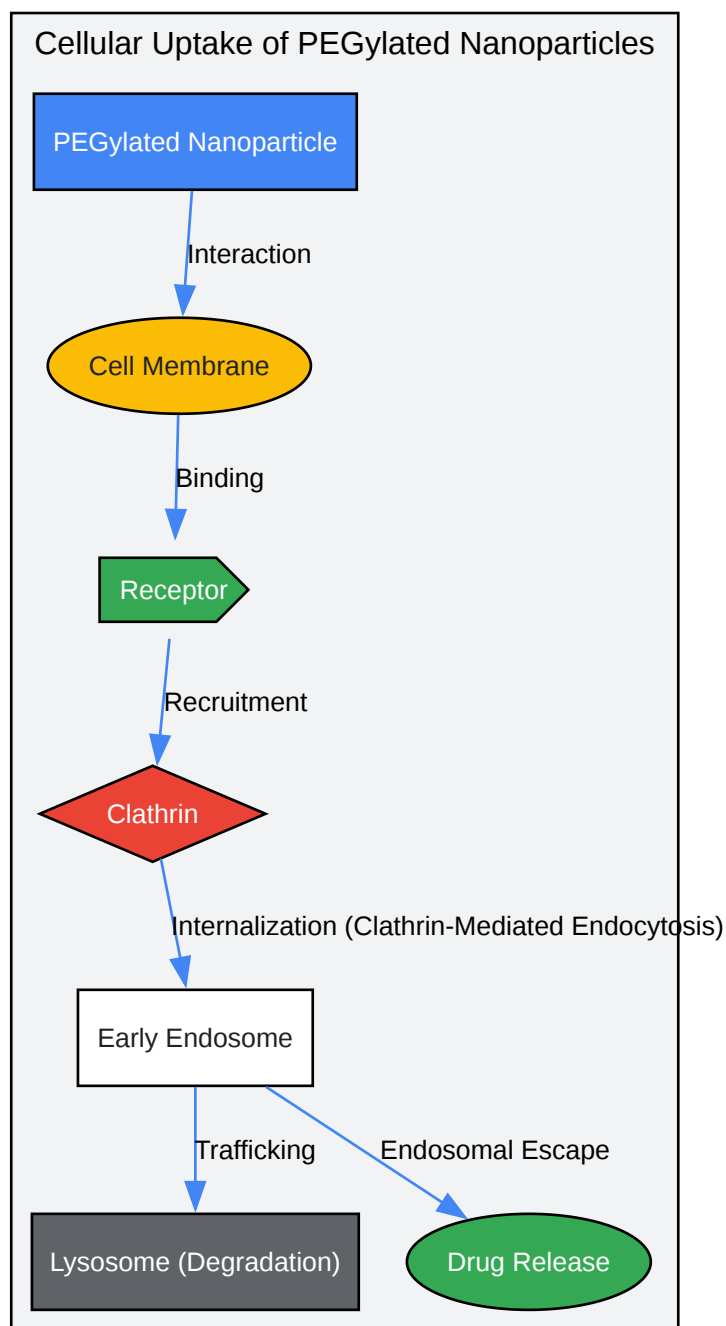 Cellular Uptake of PEGylated Nanoparticles
PEGylated Nanoparticle
Interaction
Cell Membrane
Binding
Receptor
Recruitment
Clathrin
Internalization (Clathrin-Mediated Endocytosis)
Early Endosome
Trafficking
Endosomal Escape
Lysosome (Degradation)
Drug Release